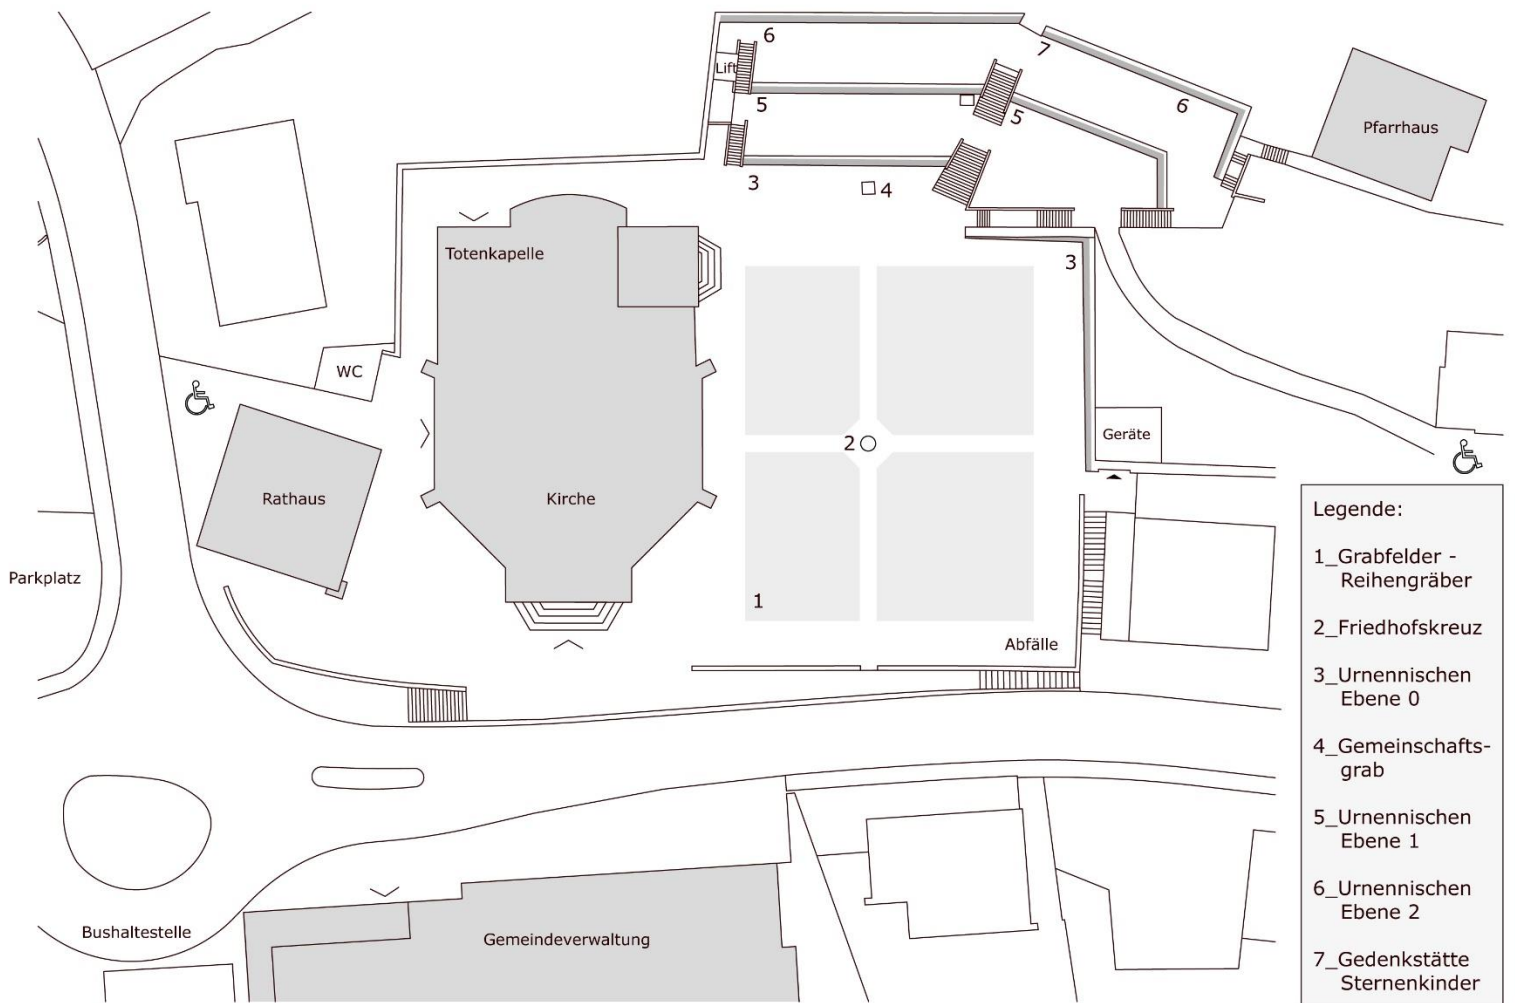 6
7
Lift
5
6
5
Pfarrhaus
3
4
Totenkapelle
3
WC
Geräte
2
Rathaus
Kirche
Parkplatz
1
Abfälle
Bushaltestelle
Gemeindeverwaltung
Legende:
1_Grabfelder -
Reihengräber
2_Friedhofskreuz
3_Urnennischen
Ebene 0
4_Gemeinschafts-
grab
5_Urnennischen
Ebene 1
6_Urnennischen
Ebene 2
7_Gedenkstätte
Sternenkinder